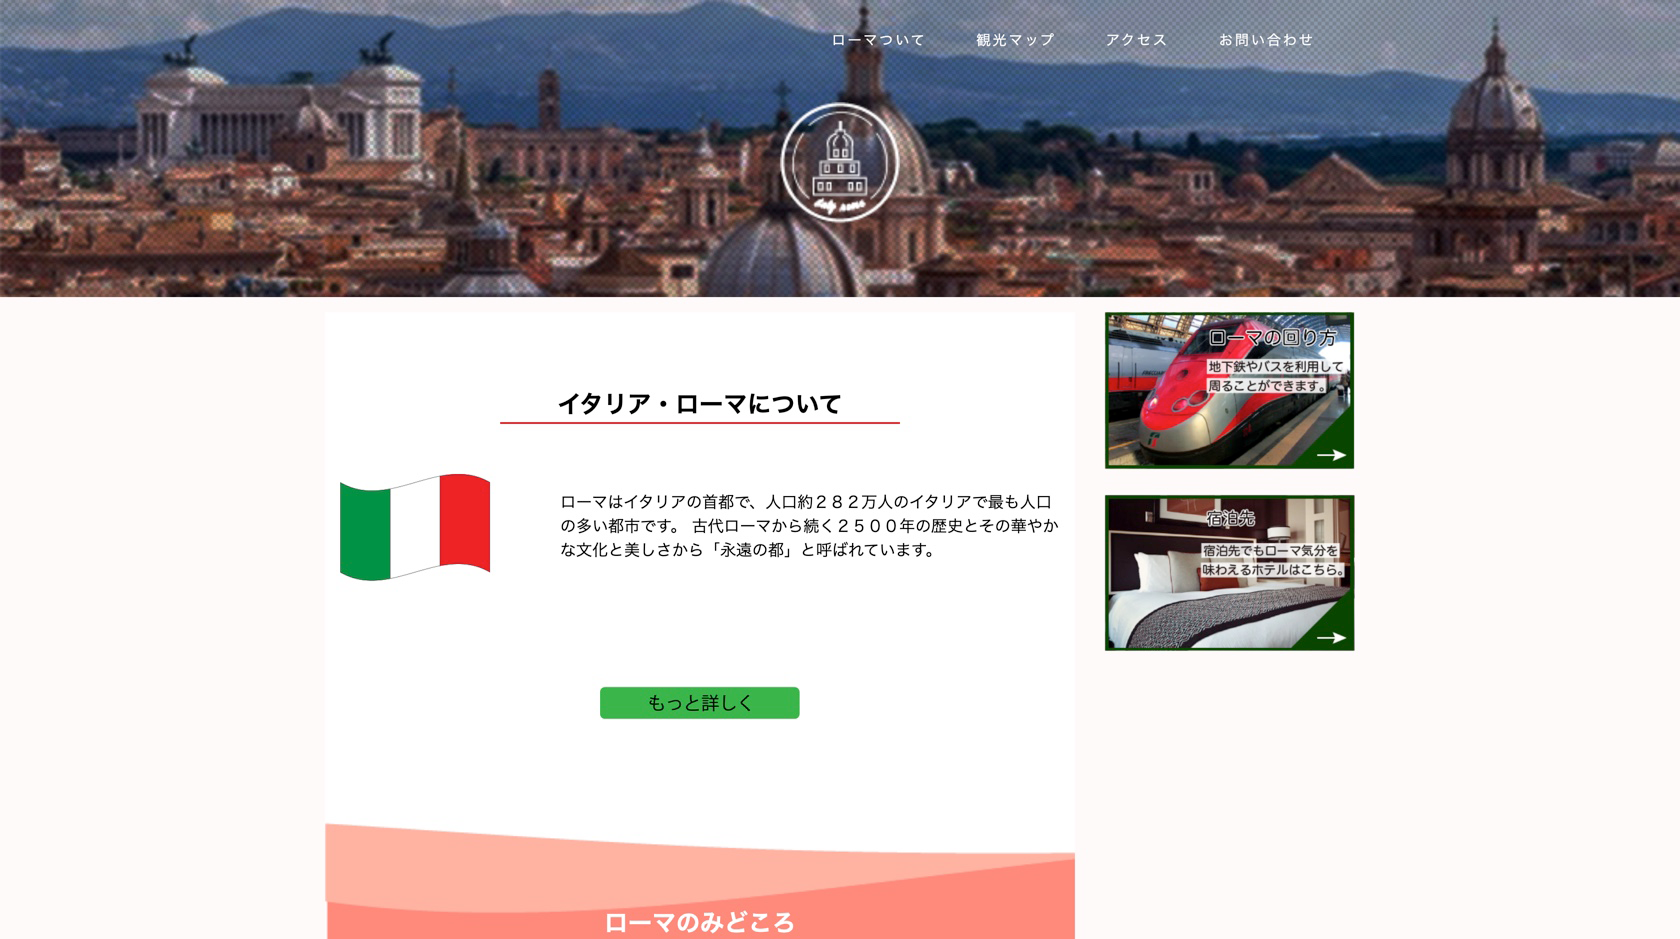 ローマついて
観光マップ
アクセス
お問い合わせ
イタリア・ローマについて
ローマはイタリアの首都で、人口約２８２万人のイタリアで最も人口
の多い都市です。 古代ローマから続く２５００年の歴史とその華やか
な文化と美しさから「永遠の都」と呼ばれています。
もっと詳しく
ローマのみどころ
ローマの回り方
地下鉄やバスを利用して
周ることができます。
宿泊先
宿泊先でもローマ気分を
味わえるホテルはこちら。